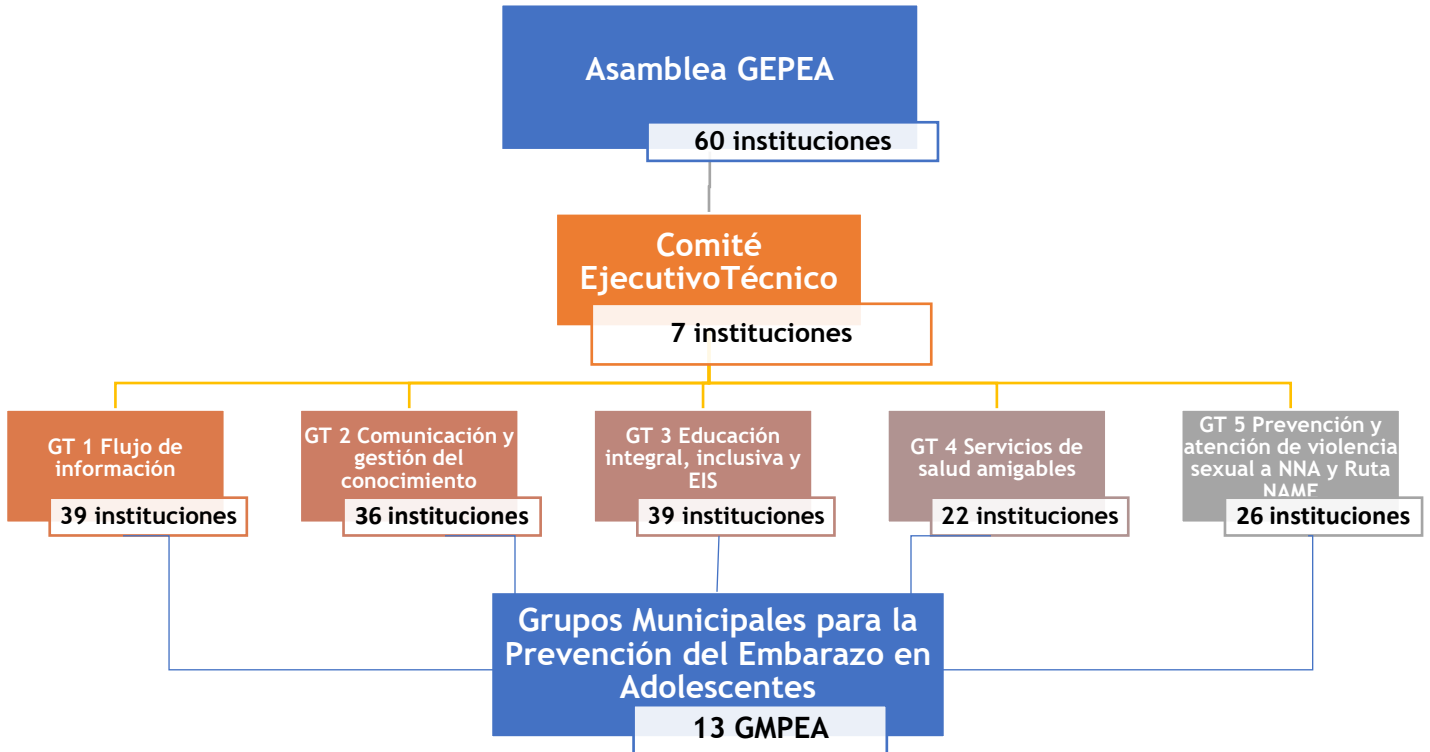 Asamblea GEPEA
60 instituciones
Comité
EjecutivoTécnico
7 instituciones
GT 1 Flujo de
información
39 instituciones
GT 2 Comunicación y
gestión del
conocimiento
36 instituciones
GT 3 Educación
integral, inclusiva y
EIS
39 instituciones
GT 4 Servicios de
salud amigables
22 instituciones
GT 5 Prevención y
atención de violencia
sexual a NNA y Ruta
NAME
26 instituciones
Grupos Municipales para la
Prevención del Embarazo en
Adolescentes
13 GMPEA